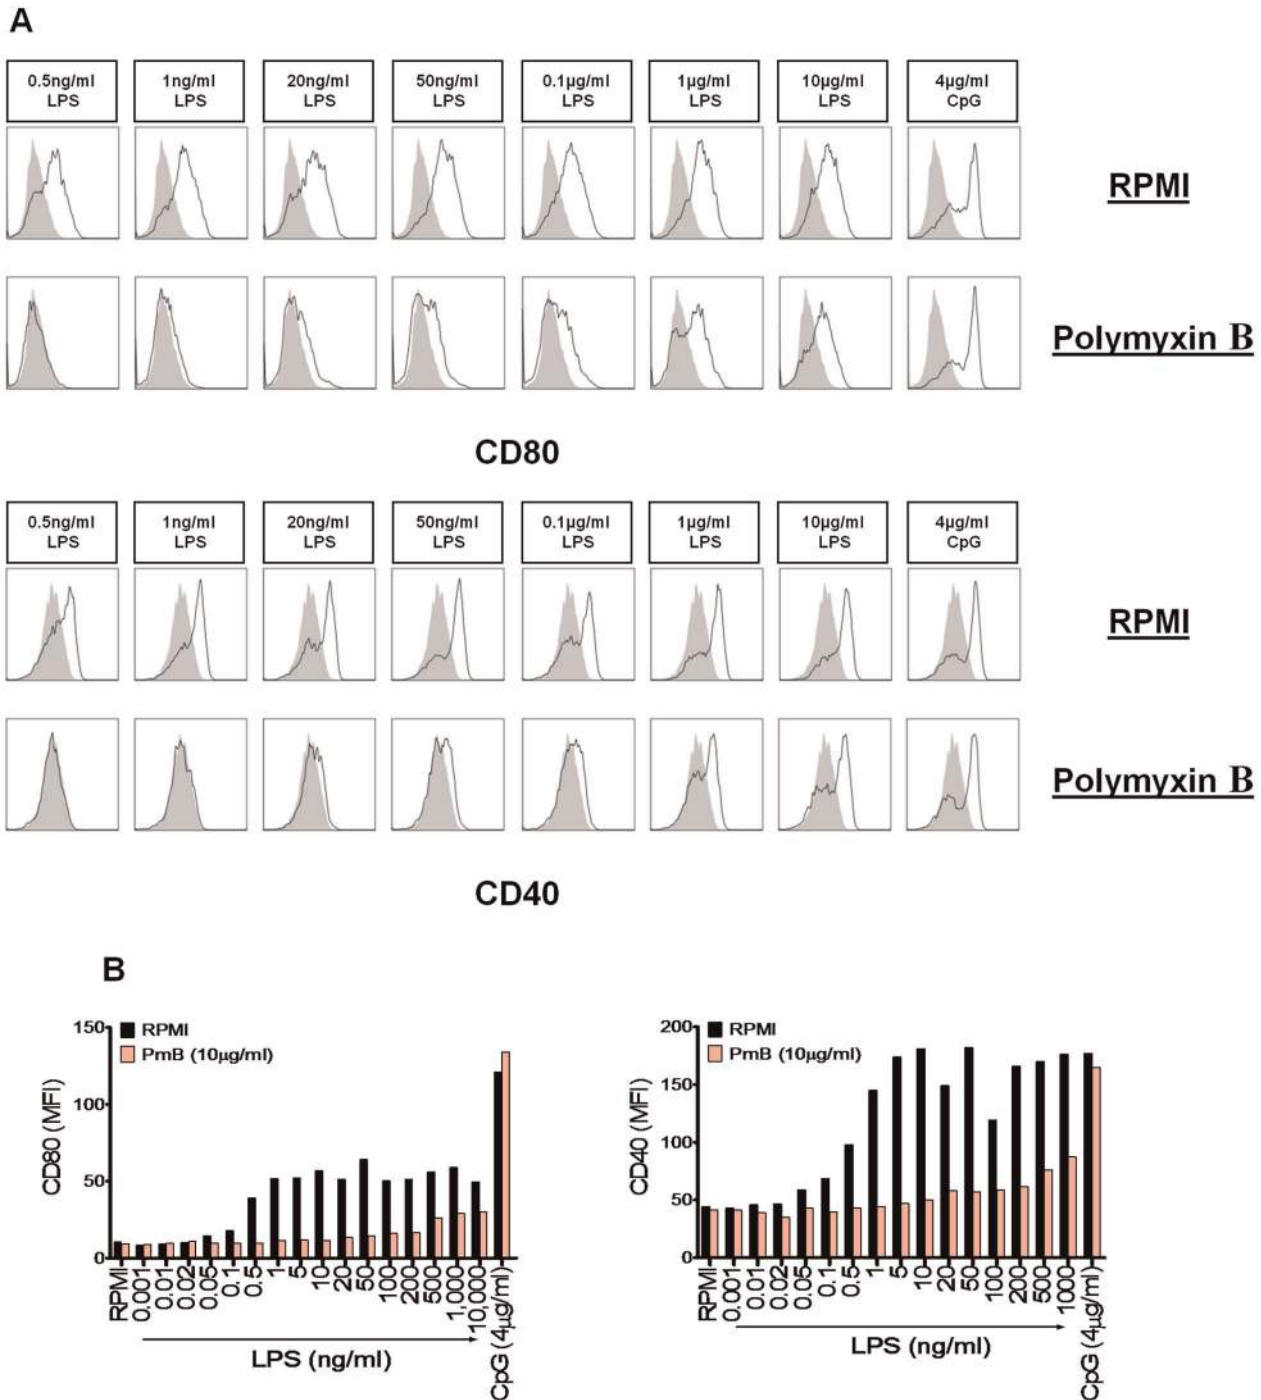 A
0.5ng/ml LPS
1ng/ml LPS
20ng/ml LPS
50ng/ml LPS
0.1µg/ml LPS
1µg/ml LPS
10µg/ml LPS
4µg/ml CpG
RPMI
Polymyxin B
CD80
0.5ng/ml LPS
1ng/ml LPS
20ng/ml LPS
50ng/ml LPS
0.1µg/ml LPS
1µg/ml LPS
10µg/ml LPS
4µg/ml CpG
RPMI
Polymyxin B
CD40
B
CD80 (MFI)
150
100
50
0
RPMI
PmB (10µg/ml)
RPMI
0.001
0.01
0.02
0.05
0.1
0.5
1
5
10
20
50
100
200
500
1,000
10,000
CpG (4µg/ml)
LPS (ng/ml)
CD40 (MFI)
200
150
100
50
0
RPMI
PmB (10µg/ml)
RPMI
0.001
0.01
0.02
0.05
0.1
0.5
1
5
10
20
50
100
200
500
1000
CpG (4µg/ml)
LPS (ng/ml)